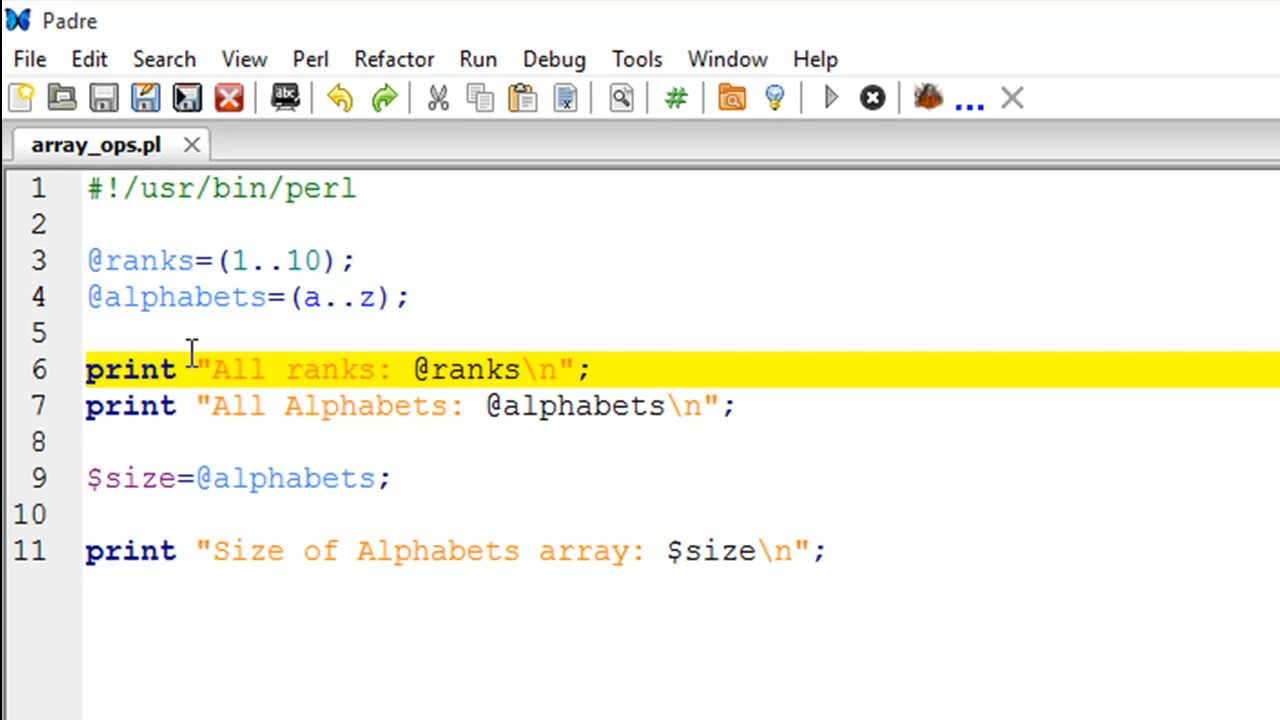 Padre
File Edit Search View Perl Refactor Run Debug Tools Window Help
abc # ...
array_ops.pl
1 #!/usr/bin/perl
2
3 @ranks=(1..10);
4 @alphabets=(a..z);
5
6 print "All ranks: @ranks\n";
7 print "All Alphabets: @alphabets\n";
8
9 $size=@alphabets;
10
11 print "Size of Alphabets array: $size\n";